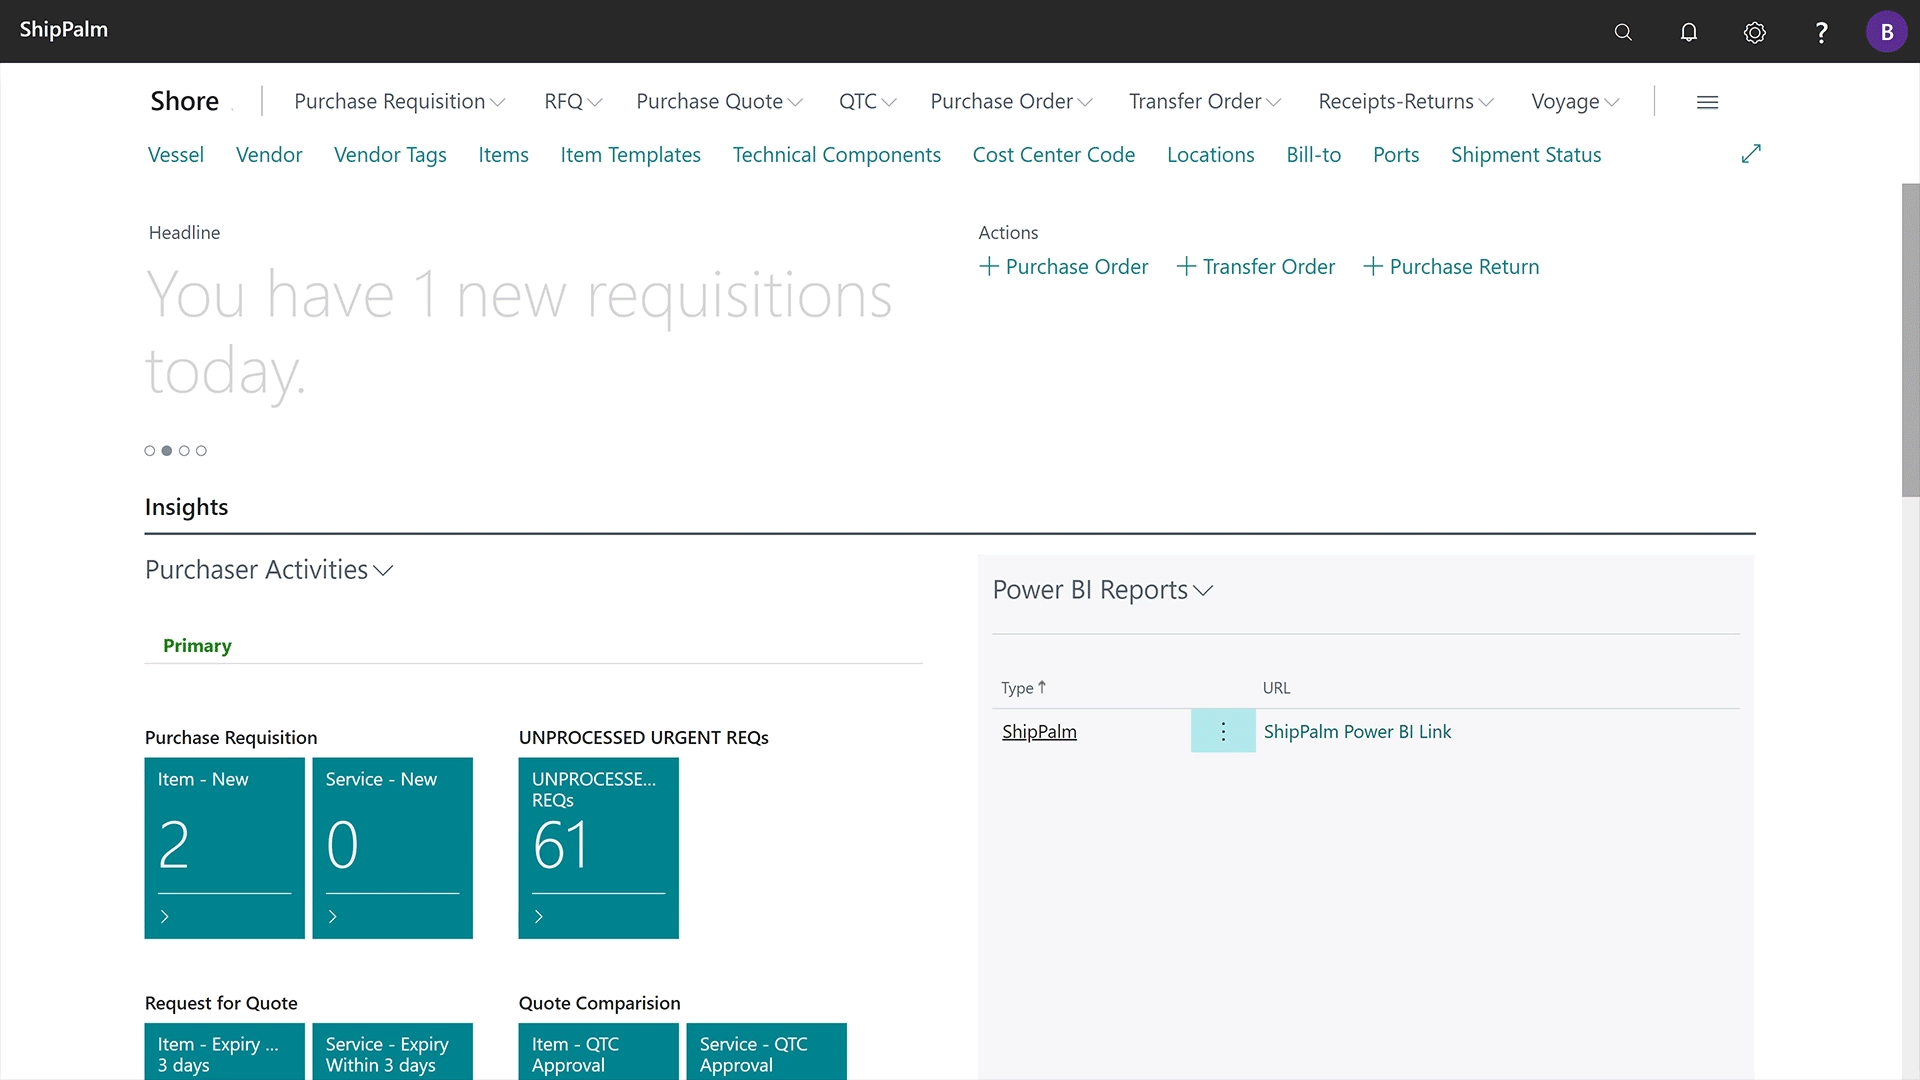 ShipPalm
? B
Shore Purchase Requisition RFQ Purchase Quote QTC Purchase Order Transfer Order Receipts-Returns Voyage
Vessel Vendor Vendor Tags Items Item Templates Technical Components Cost Center Code Locations Bill-to Ports Shipment Status
Headline
You have 1 new requisitions
today.
Actions
+ Purchase Order + Transfer Order + Purchase Return
Insights
Purchaser Activities
Primary
Purchase Requisition
Item - New
2
Service - New
0
UNPROCESSED URGENT REQs
UNPROCESSE...
REQs
61
Request for Quote
Item - Expiry ...
3 days
Service - Expiry
Within 3 days
Quote Comparision
Item - QTC
Approval
Service - QTC
Approval
Power BI Reports
Type ↑ URL
ShipPalm ShipPalm Power BI Link